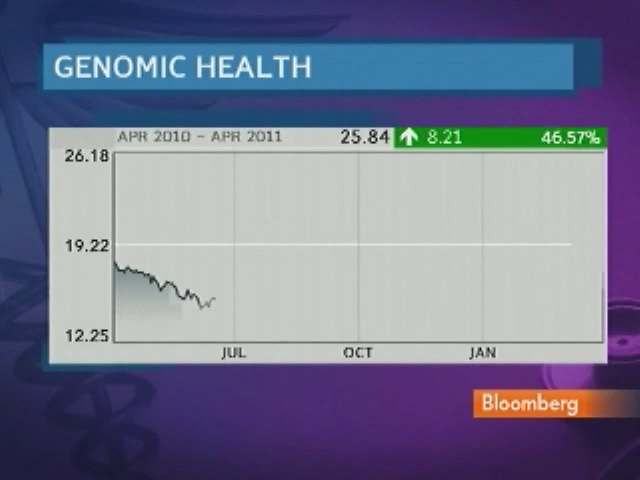 GENOMIC HEALTH
APR 2010 - APR 2011 25.84 8.21 46.57%
26.18
19.22
12.25
JUL OCT JAN
Bloomberg